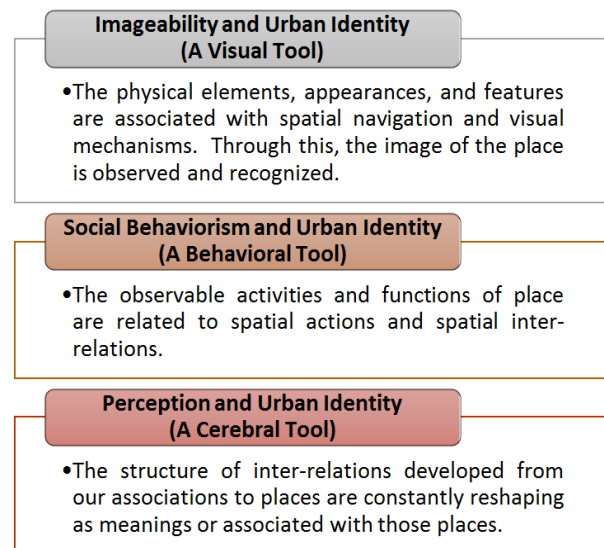 Imageability and Urban Identity
(A Visual Tool)
•The physical elements, appearances, and features
are associated with spatial navigation and visual
mechanisms. Through this, the image of the place
is observed and recognized.
Social Behaviorism and Urban Identity
(A Behavioral Tool)
•The observable activities and functions of place
are related to spatial actions and spatial inter-
relations.
Perception and Urban Identity
(A Cerebral Tool)
•The structure of inter-relations developed from
our associations to places are constantly reshaping
as meanings or associated with those places.